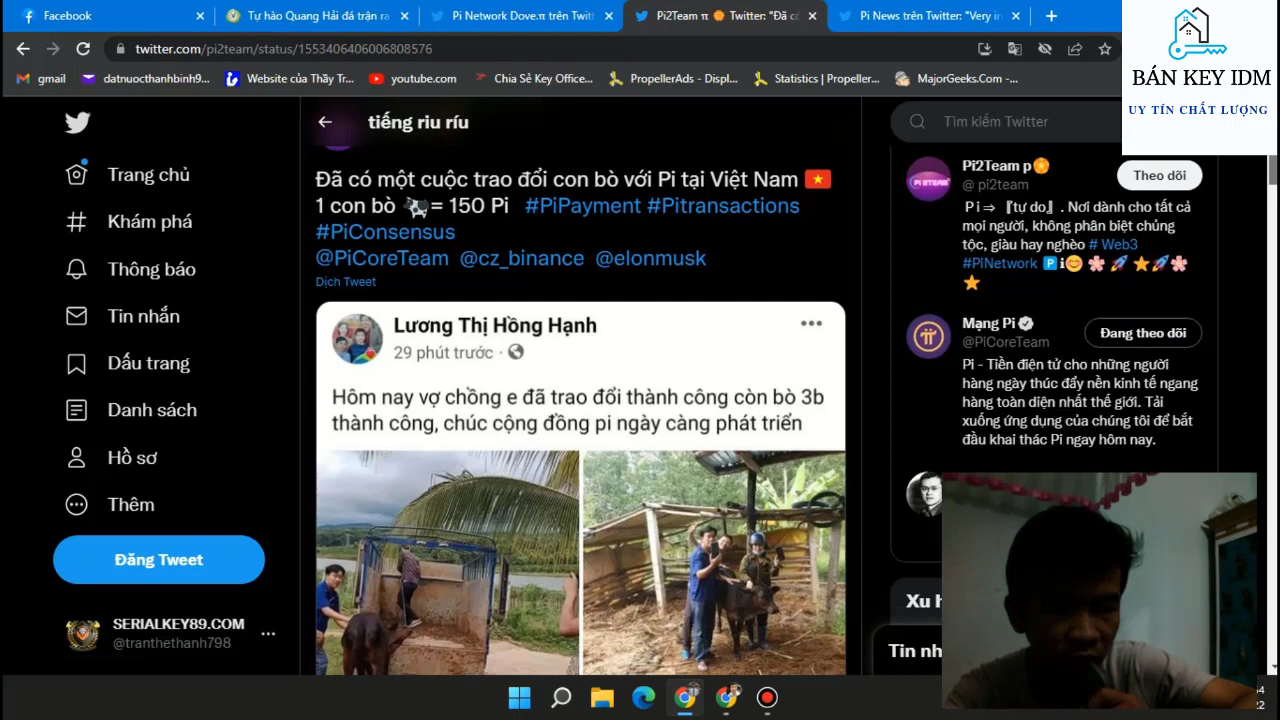 Facebook
Tự hào Quang Hải đá trận ra
Pi Network Dove.π trên Twitt
Pi2Team π Twitter: "Đã c
Pi News trên Twitter: "Very in
twitter.com/pi2team/status/1553406406006808576
gmail
datnuocthanhbinh9...
Website của Thầy Tr...
youtube.com
Chia Sẻ Key Office...
PropellerAds - Displ...
Statistics | Propeller...
MajorGeeks.Com -...
BÁN KEY IDM
UY TÍN CHẤT LƯỢNG
Trang chủ
Khám phá
Thông báo
Tin nhắn
Dấu trang
Danh sách
Hồ sơ
Thêm
Đăng Tweet
SERIALKEY89.COM
@tranthethanh798
tiếng riu ríu
Đã có một cuộc trao đổi con bò với Pi tại Việt Nam
1 con bò = 150 Pi #PiPayment #Pitransactions
#PiConsensus
@PiCoreTeam @cz_binance @elonmusk
Dịch Tweet
Lương Thị Hồng Hạnh
29 phút trước ·
Hôm nay vợ chồng e đã trao đổi thành công còn bò 3b
thành công, chúc cộng đồng pi ngày càng phát triển
Tìm kiếm Twitter
Pi2Team p
@ pi2team
Theo dõi
P i ⇒ 『tự do』. Nơi dành cho tất cả
mọi người, không phân biệt chủng
tộc, giàu hay nghèo # Web3
#PiNetwork
Mạng Pi
@PiCoreTeam
Đang theo dõi
Pi - Tiền điện tử cho những người
hàng ngày thúc đẩy nền kinh tế ngang
hàng toàn diện nhất thế giới. Tải
xuống ứng dụng của chúng tôi để bắt
đầu khai thác Pi ngay hôm nay.
Xu h
Tin nh